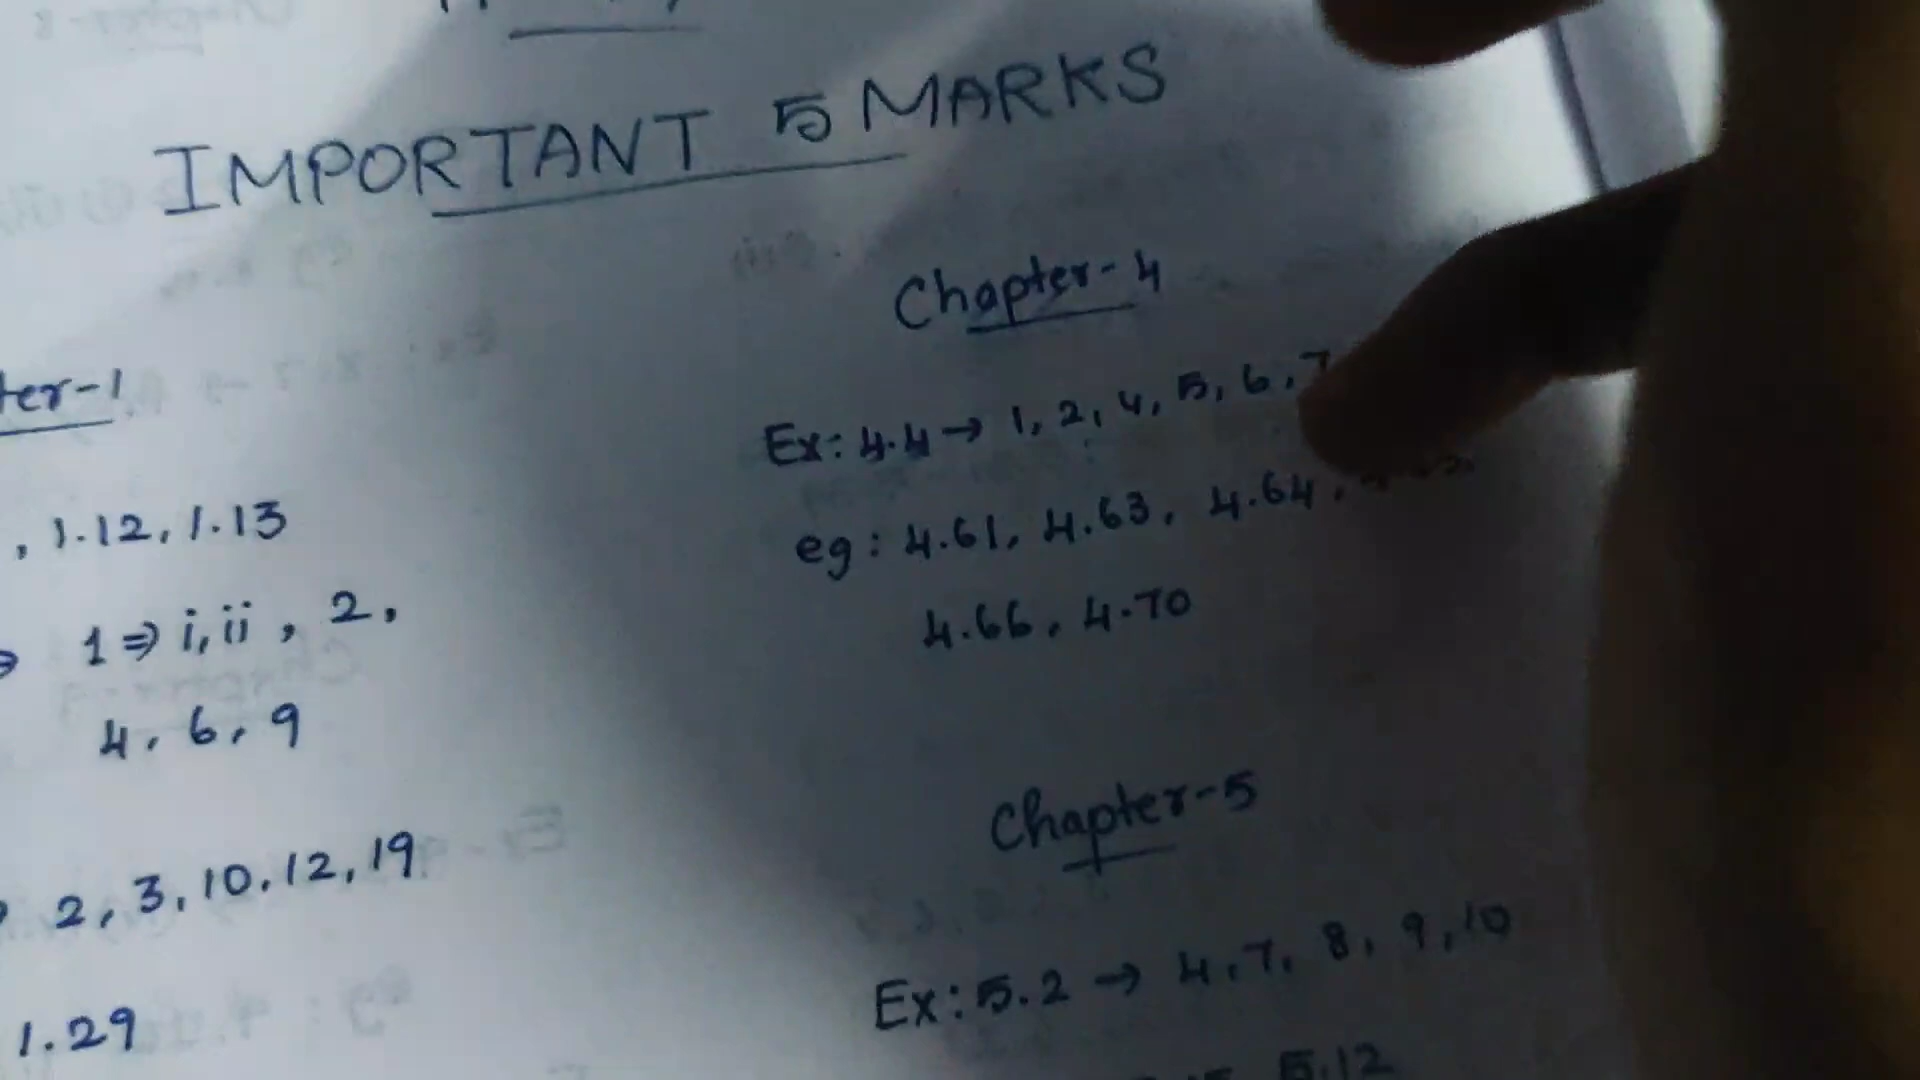 IMPORTANT 5 MARKS
ter-1
, 1.12, 1.13
1 ⇒ i, ii, 2,
4, 6, 9
2, 3, 10, 12, 19
1.29
Chapter-4
Ex: 4.4 → 1, 2, 4, 5, 6, 7
eg: 4.61, 4.63, 4.64,
4.66, 4.70
Chapter-5
Ex: 5.2 → 4, 7, 8, 9, 10
5.12